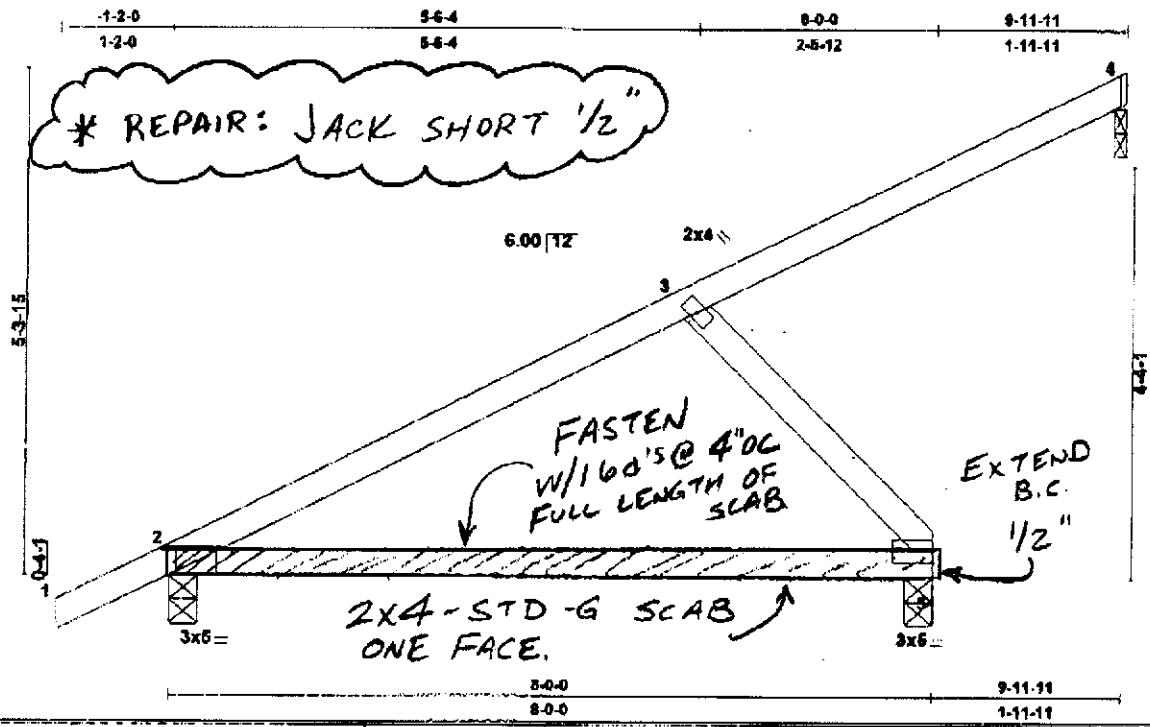 -1-2-0 5-6-4 8-0-0 9-11-11
1-2-0 5-6-4 2-5-12 1-11-11
* REPAIR: JACK SHORT 1/2"
4
6.00 12
2x4
3
5-3-15
4-4-1
FASTEN
W/16d'S @ 4"OC
FULL LENGTH OF
SCAB
EXTEND
B.C.
1/2"
2
0-4-1
1
2X4-STD-G SCAB
ONE FACE.
3x5
3x5
8-0-0 9-11-11
8-0-0 1-11-11